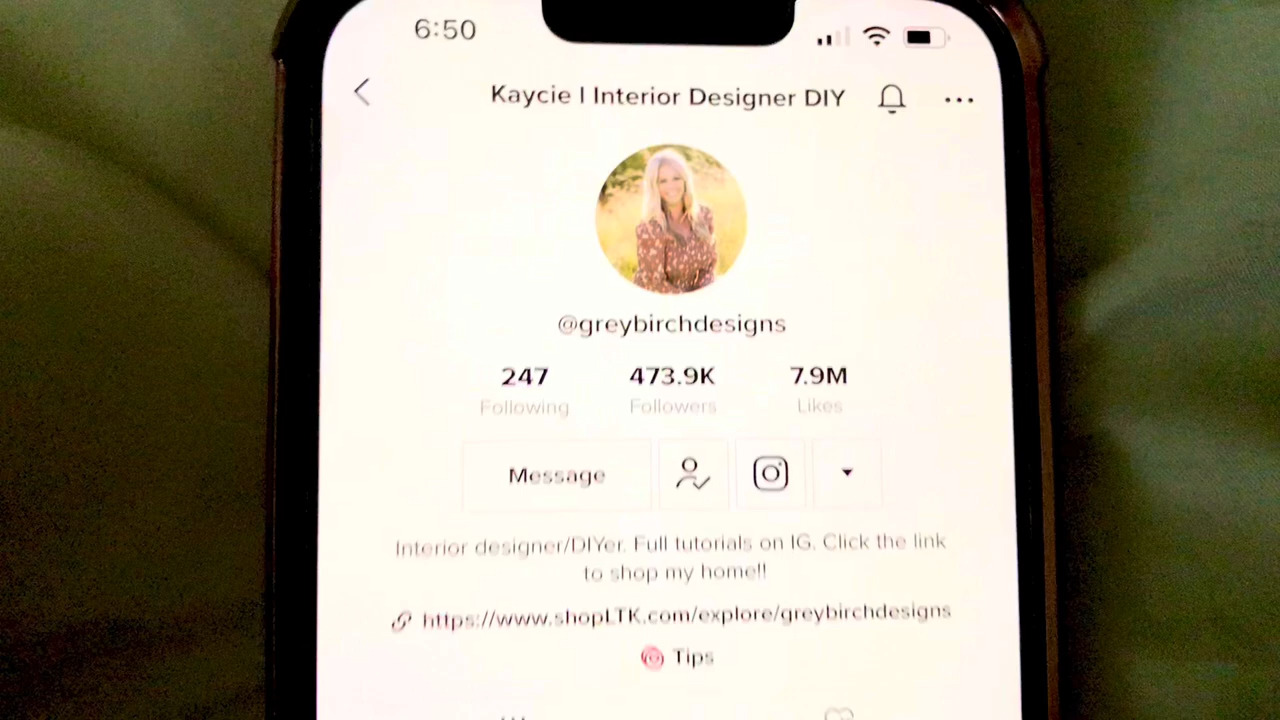 6:50
Kaycie I Interior Designer DIY
@greybirchdesigns
247 473.9K 7.9M
Following Followers Likes
Message
Interior designer/DIYer. Full tutorials on IG. Click the link
to shop my home!!
https://www.shopLTK.com/explore/greybirchdesigns
Tips